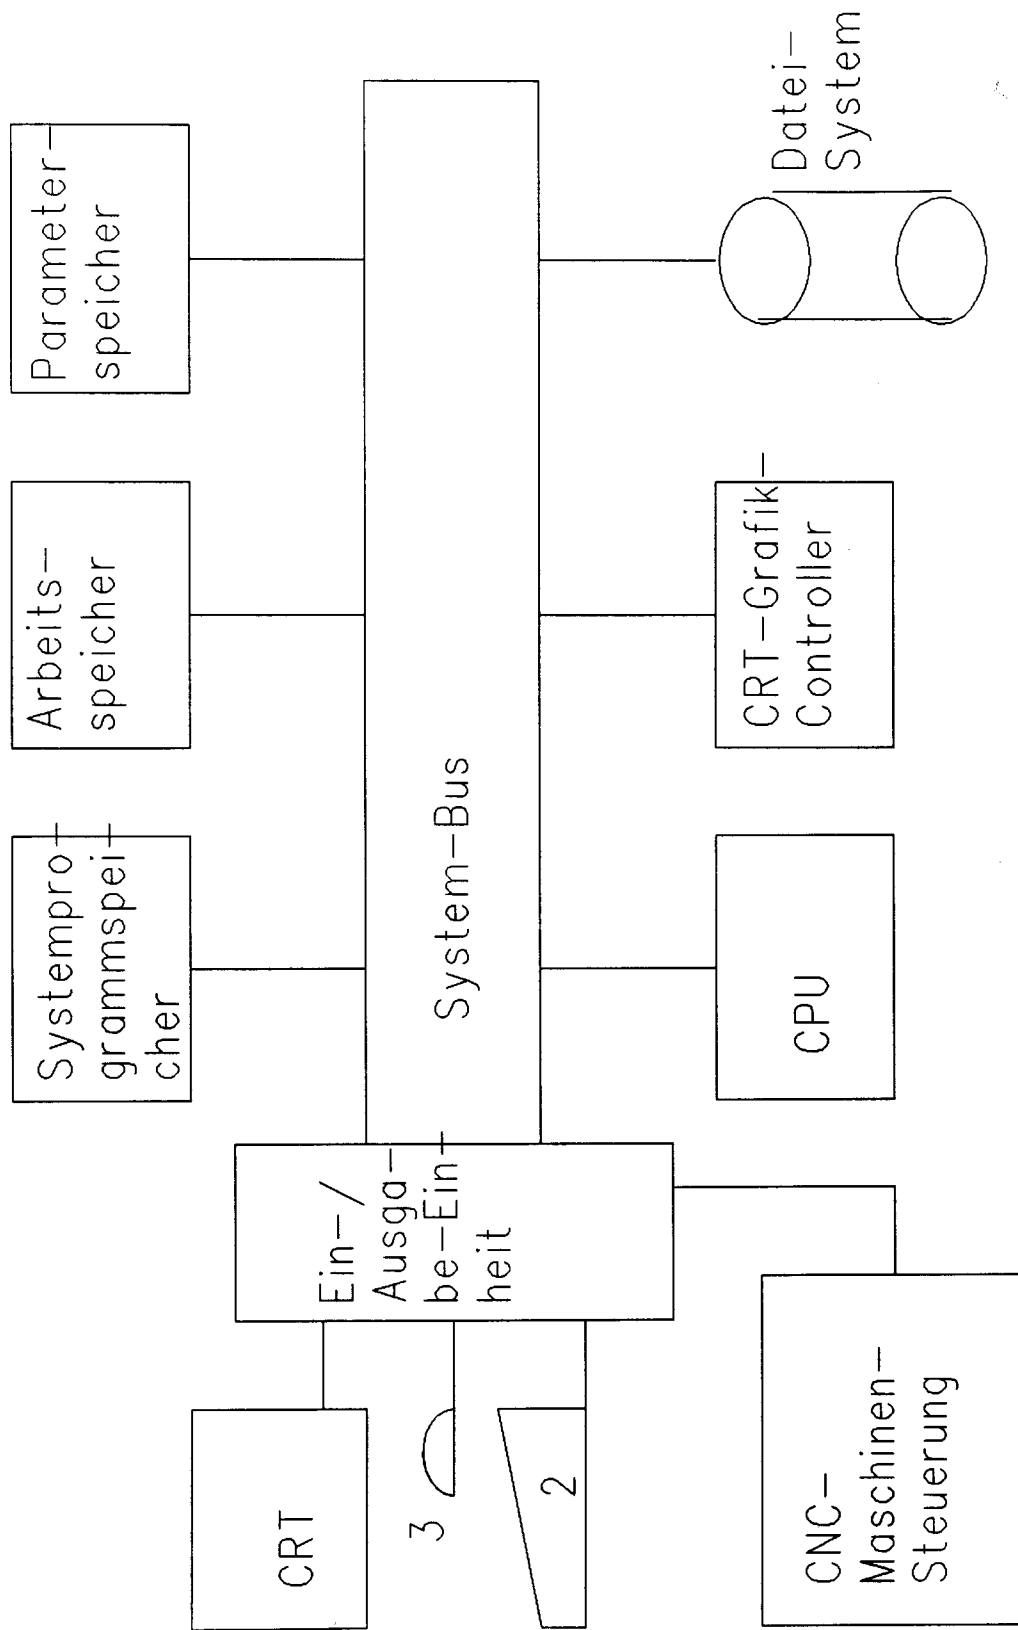 Systempro-
grammspei-
cher
Arbeits-
speicher
Parameter-
speicher
CRT
3
2
Ein-/
Ausga-
be-Ein-
heit
System-Bus
CNC-
Maschinen-
Steuerung
CPU
CRT-Grafik-
Controller
Datei-
System